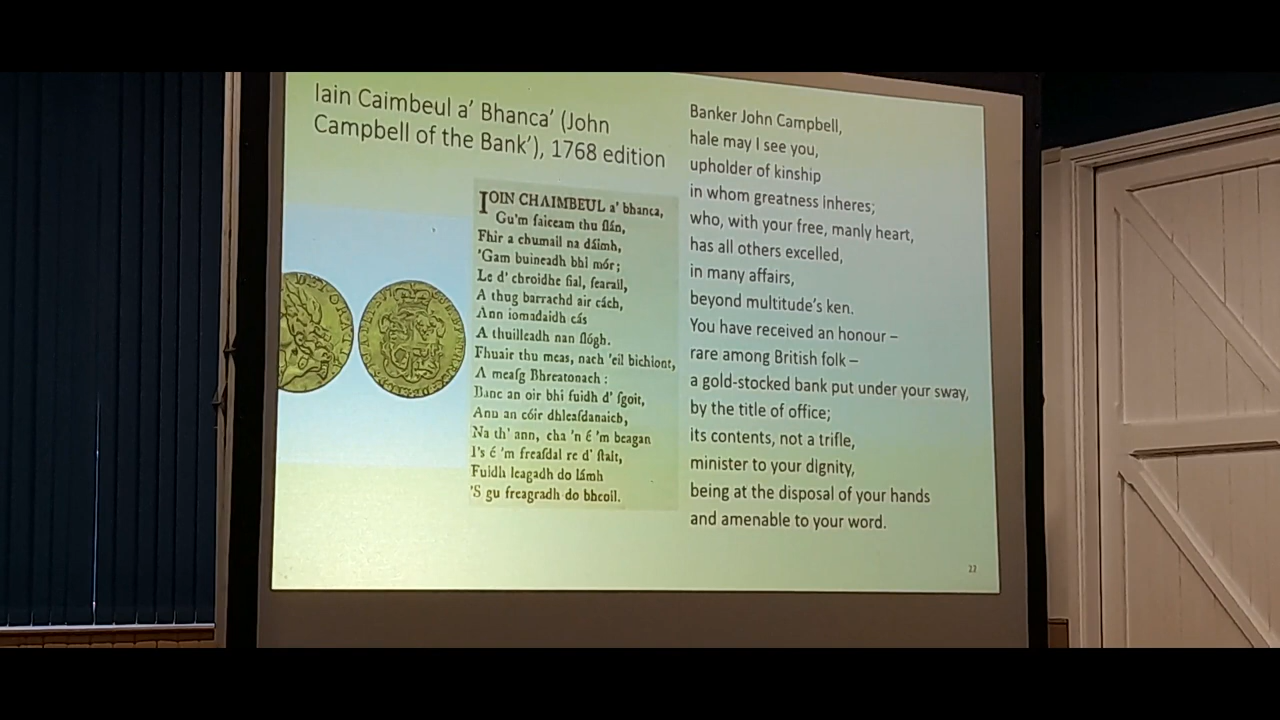 Iain Caimbeul a' Bhanca' (John
Campbell of the Bank'), 1768 edition
IOIN CHAIMBEUL a' bhanca,
Gu'm faiceam thu ſlán,
Fhir a chumail na dáimh,
'Gam buineadh bhi mór;
Le d' chroidhe fial, fearall,
A thug barrachd air cách,
Ann iomadaidh cás
A thuilleadh nan ſlógh.
Fhuair thu meas, nach 'eil bichiont,
A meaſg Bhreatonach:
Banc an oir bhi fuidh d' ſgoit,
Ann an cóir dhleaſdanaich,
Na th' ann, cha 'n é 'm beagan
I's é 'm freaſdal re d' ſtait,
Fuidh leagadh do lámh
'S gu freagradh do bheoil.
Banker John Campbell,
hale may I see you,
upholder of kinship
in whom greatness inheres;
who, with your free, manly heart,
has all others excelled,
in many affairs,
beyond multitude's ken.
You have received an honour –
rare among British folk –
a gold-stocked bank put under your sway,
by the title of office;
its contents, not a trifle,
minister to your dignity,
being at the disposal of your hands
and amenable to your word.
22